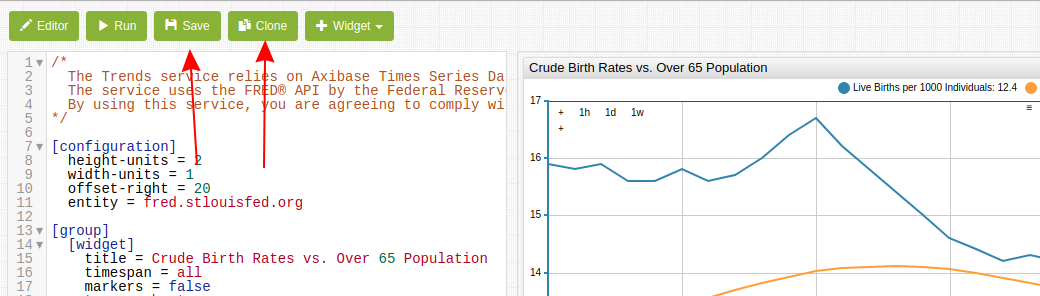 Editor Run Save Clone Widget
1 /*
2 The Trends service relies on Axibase Times Series Da
3 The service uses the FRED® API by the Federal Reserv
4 By using this service, you are agreeing to comply wi
5 */
6
7 [configuration]
8 height-units = 2
9 width-units = 1
10 offset-right = 20
11 entity = fred.stlouisfed.org
12
13 [group]
14 [widget]
15 title = Crude Birth Rates vs. Over 65 Population
16 timespan = all
17 markers = false
Crude Birth Rates vs. Over 65 Population
Live Births per 1000 Individuals: 12.4
17
+ 1h 1d 1w
+
16
15
14